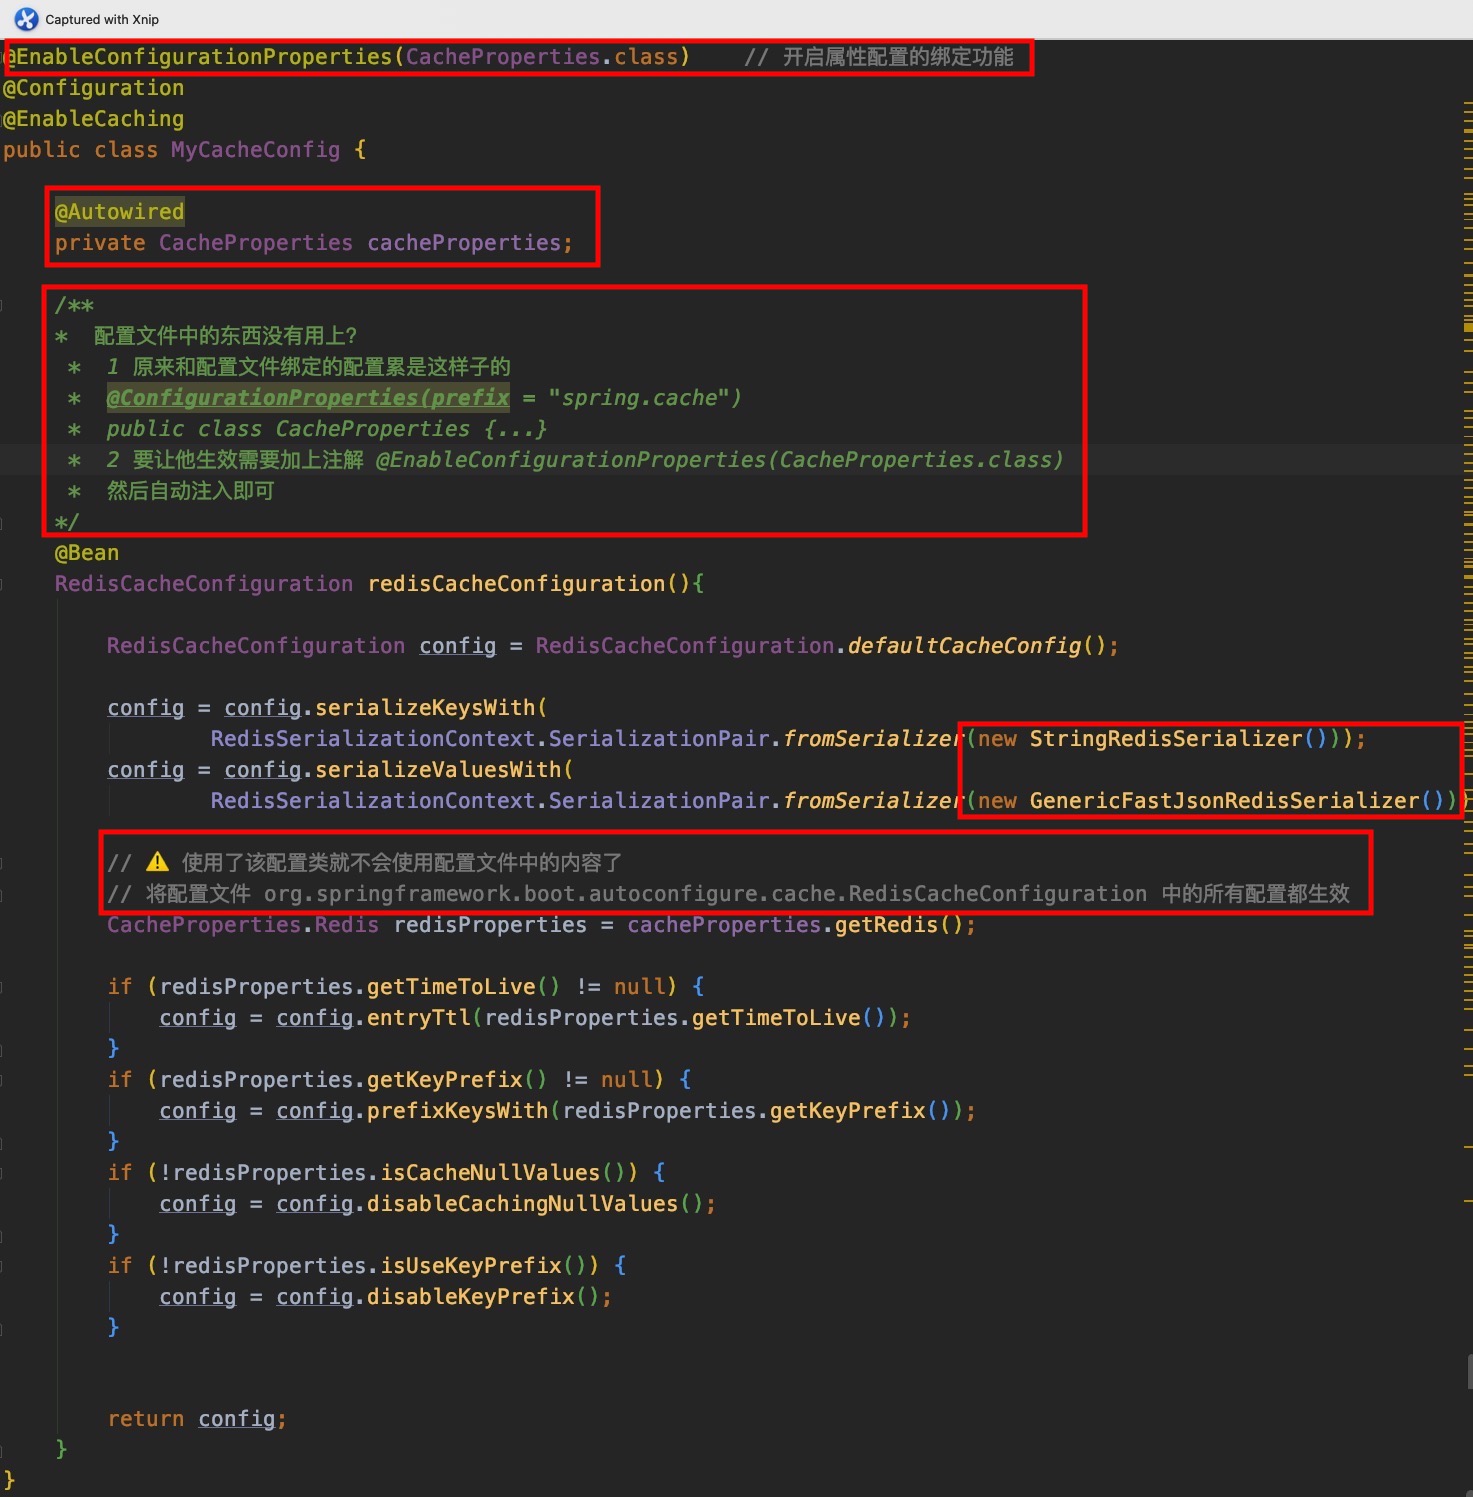 Captured with Xnip
@EnableConfigurationProperties(CacheProperties.class)    // 开启属性配置的绑定功能
@Configuration
@EnableCaching
public class MyCacheConfig {
@Autowired
private CacheProperties cacheProperties;
/**
*  配置文件中的东西没有用上?
*  1 原来和配置文件绑定的配置累是这样子的
*  @ConfigurationProperties(prefix = "spring.cache")
*  public class CacheProperties {...}
*  2 要让他生效需要加上注解 @EnableConfigurationProperties(CacheProperties.class)
*  然后自动注入即可
*/
@Bean
RedisCacheConfiguration redisCacheConfiguration(){
RedisCacheConfiguration config = RedisCacheConfiguration.defaultCacheConfig();
config = config.serializeKeysWith(
RedisSerializationContext.SerializationPair.fromSerializer(new StringRedisSerializer()));
config = config.serializeValuesWith(
RedisSerializationContext.SerializationPair.fromSerializer(new GenericFastJsonRedisSerializer())
// ⚠️ 使用了该配置类就不会使用配置文件中的内容了
// 将配置文件 org.springframework.boot.autoconfigure.cache.RedisCacheConfiguration 中的所有配置都生效
CacheProperties.Redis redisProperties = cacheProperties.getRedis();
if (redisProperties.getTimeToLive() != null) {
config = config.entryTtl(redisProperties.getTimeToLive());
}
if (redisProperties.getKeyPrefix() != null) {
config = config.prefixKeysWith(redisProperties.getKeyPrefix());
}
if (!redisProperties.isCacheNullValues()) {
config = config.disableCachingNullValues();
}
if (!redisProperties.isUseKeyPrefix()) {
config = config.disableKeyPrefix();
}
return config;
}
}